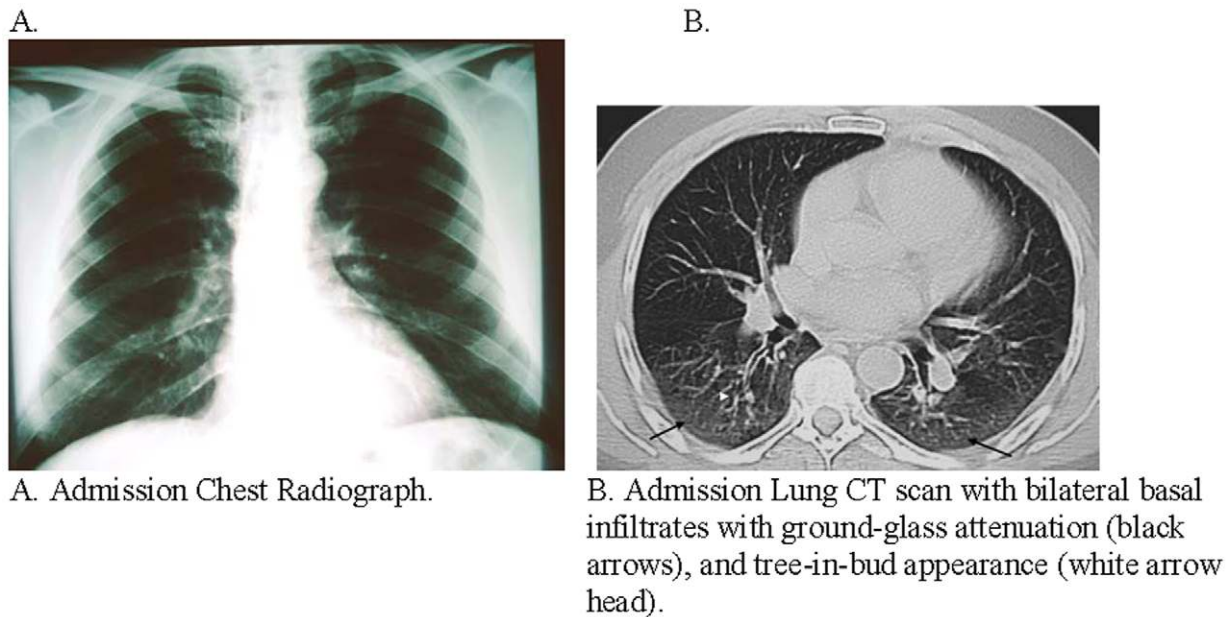 A.
B.
A. Admission Chest Radiograph.
B. Admission Lung CT scan with bilateral basal
infiltrates with ground-glass attenuation (black
arrows), and tree-in-bud appearance (white arrow
head).